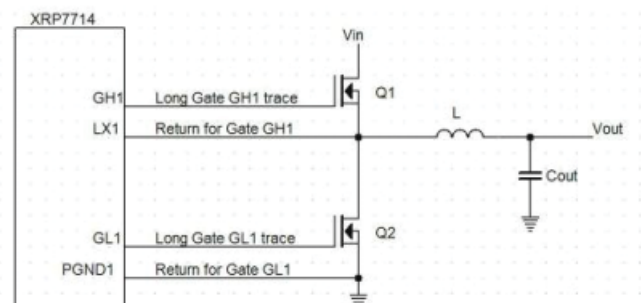 XRP7714
Vin
GH1 Long Gate GH1 trace Q1
LX1 Return for Gate GH1 L Vout
Cout
GL1 Long Gate GL1 trace Q2
PGND1 Return for Gate GL1